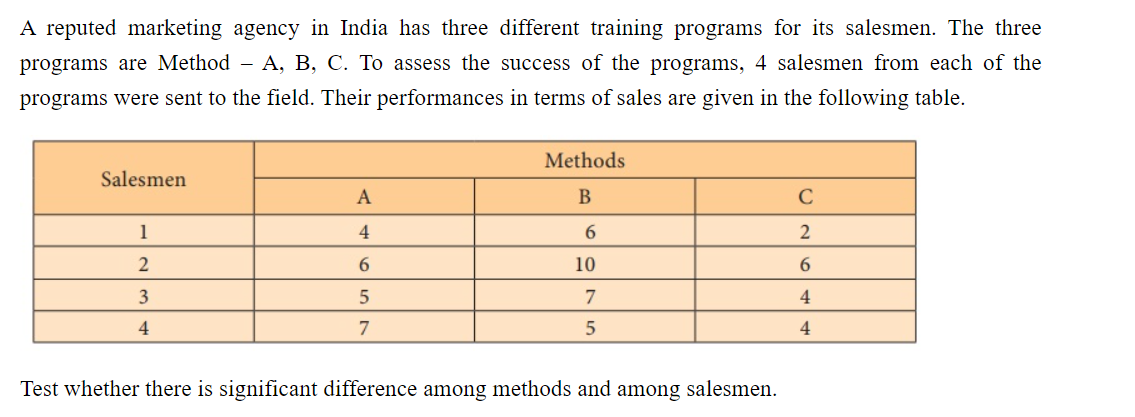 A reputed marketing agency in India has three different training programs for its salesmen. The three
programs are Method – A, B, C. To assess the success of the programs, 4 salesmen from each of the
programs were sent to the field. Their performances in terms of sales are given in the following table.
Salesmen Methods
A B C
1 4 6 2
2 6 10 6
3 5 7 4
4 7 5 4
Test whether there is significant difference among methods and among salesmen.